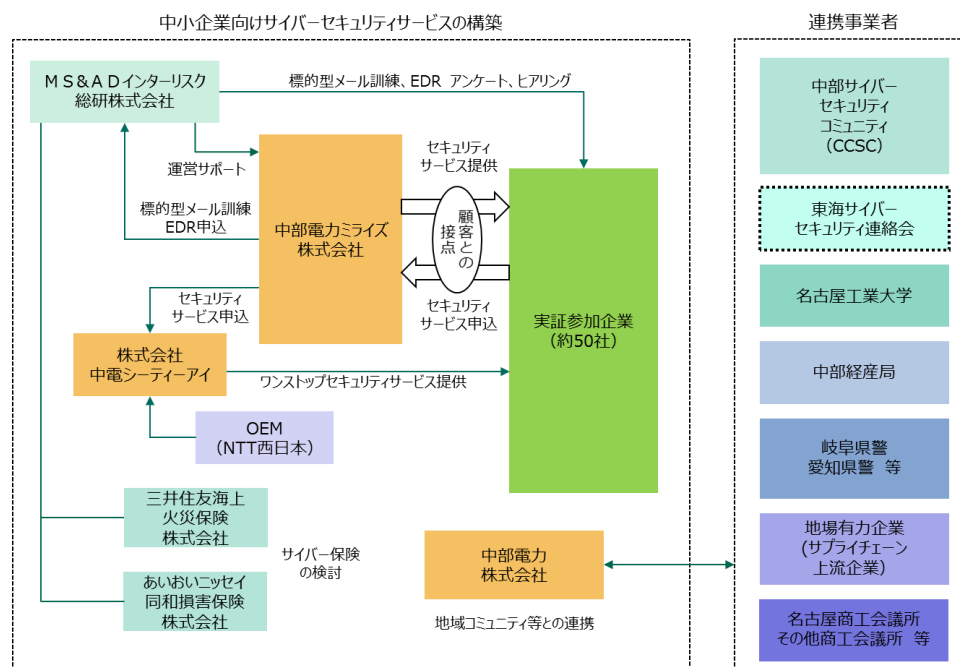 中小企業向けサイバーセキュリティサービスの構築
ＭＳ＆ＡＤインターリスク
総研株式会社
標的型メール訓練、EDR アンケート、ヒアリング
運営サポート
標的型メール訓練
EDR申込
中部電力ミライズ
株式会社
セキュリティ
サービス提供
顧客との
接点
セキュリティ
サービス申込
実証参加企業
（約50社）
セキュリティ
サービス申込
株式会社
中電シーティーアイ
ワンストップセキュリティサービス提供
OEM
（NTT西日本）
三井住友海上
火災保険
株式会社
サイバー保険
の検討
あいおいニッセイ
同和損害保険
株式会社
中部電力
株式会社
地域コミュニティ等との連携
連携事業者
中部サイバー
セキュリティ
コミュニティ
（CCSC）
東海サイバー
セキュリティ連絡会
名古屋工業大学
中部経産局
岐阜県警
愛知県警 等
地場有力企業
（サプライチェーン
上流企業）
名古屋商工会議所
その他商工会議所 等